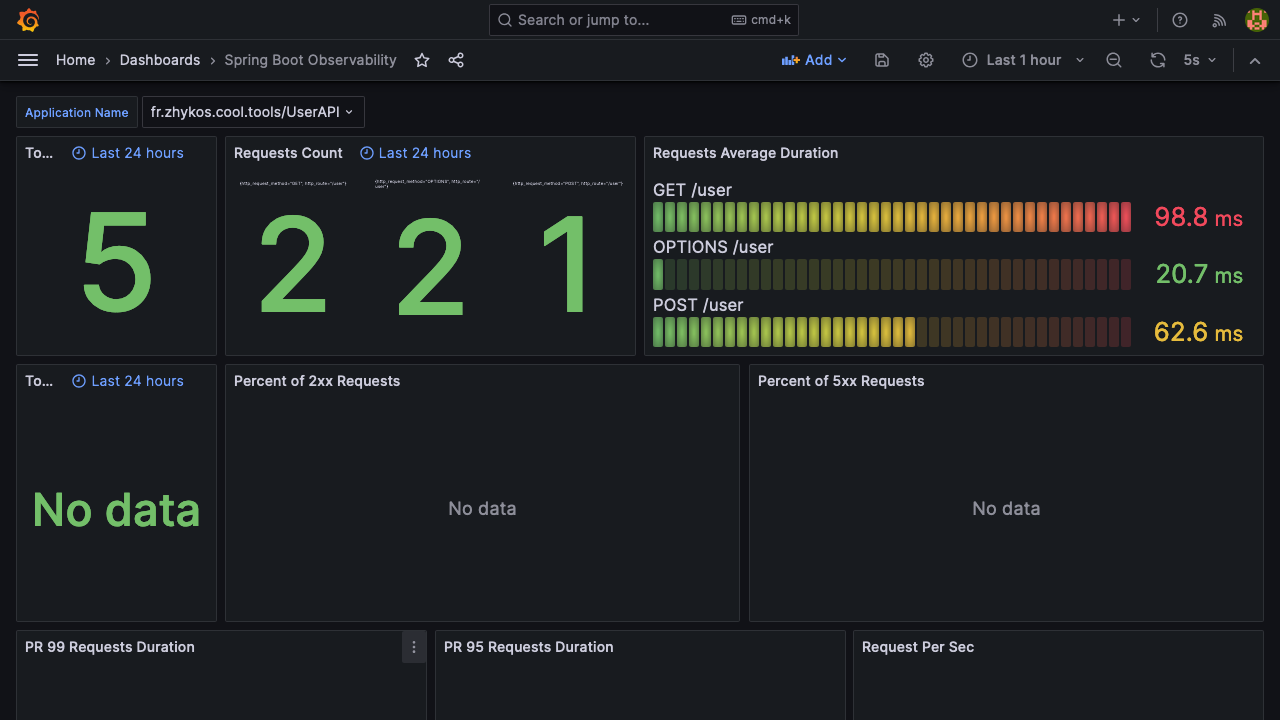 Search or jump to... cmd+k
Home › Dashboards › Spring Boot Observability Add Last 1 hour 5s
Application Name fr.zhykos.cool.tools/UserAPI
To... Last 24 hours
5
Requests Count Last 24 hours
{http_request_method="GET", http_route="/user"}
2
{http_request_method="OPTIONS", http_route="/
user"}
2
{http_request_method="POST", http_route="/user"}
1
Requests Average Duration
GET /user
98.8 ms
OPTIONS /user
20.7 ms
POST /user
62.6 ms
To... Last 24 hours
No data
Percent of 2xx Requests
No data
Percent of 5xx Requests
No data
PR 99 Requests Duration
PR 95 Requests Duration
Request Per Sec